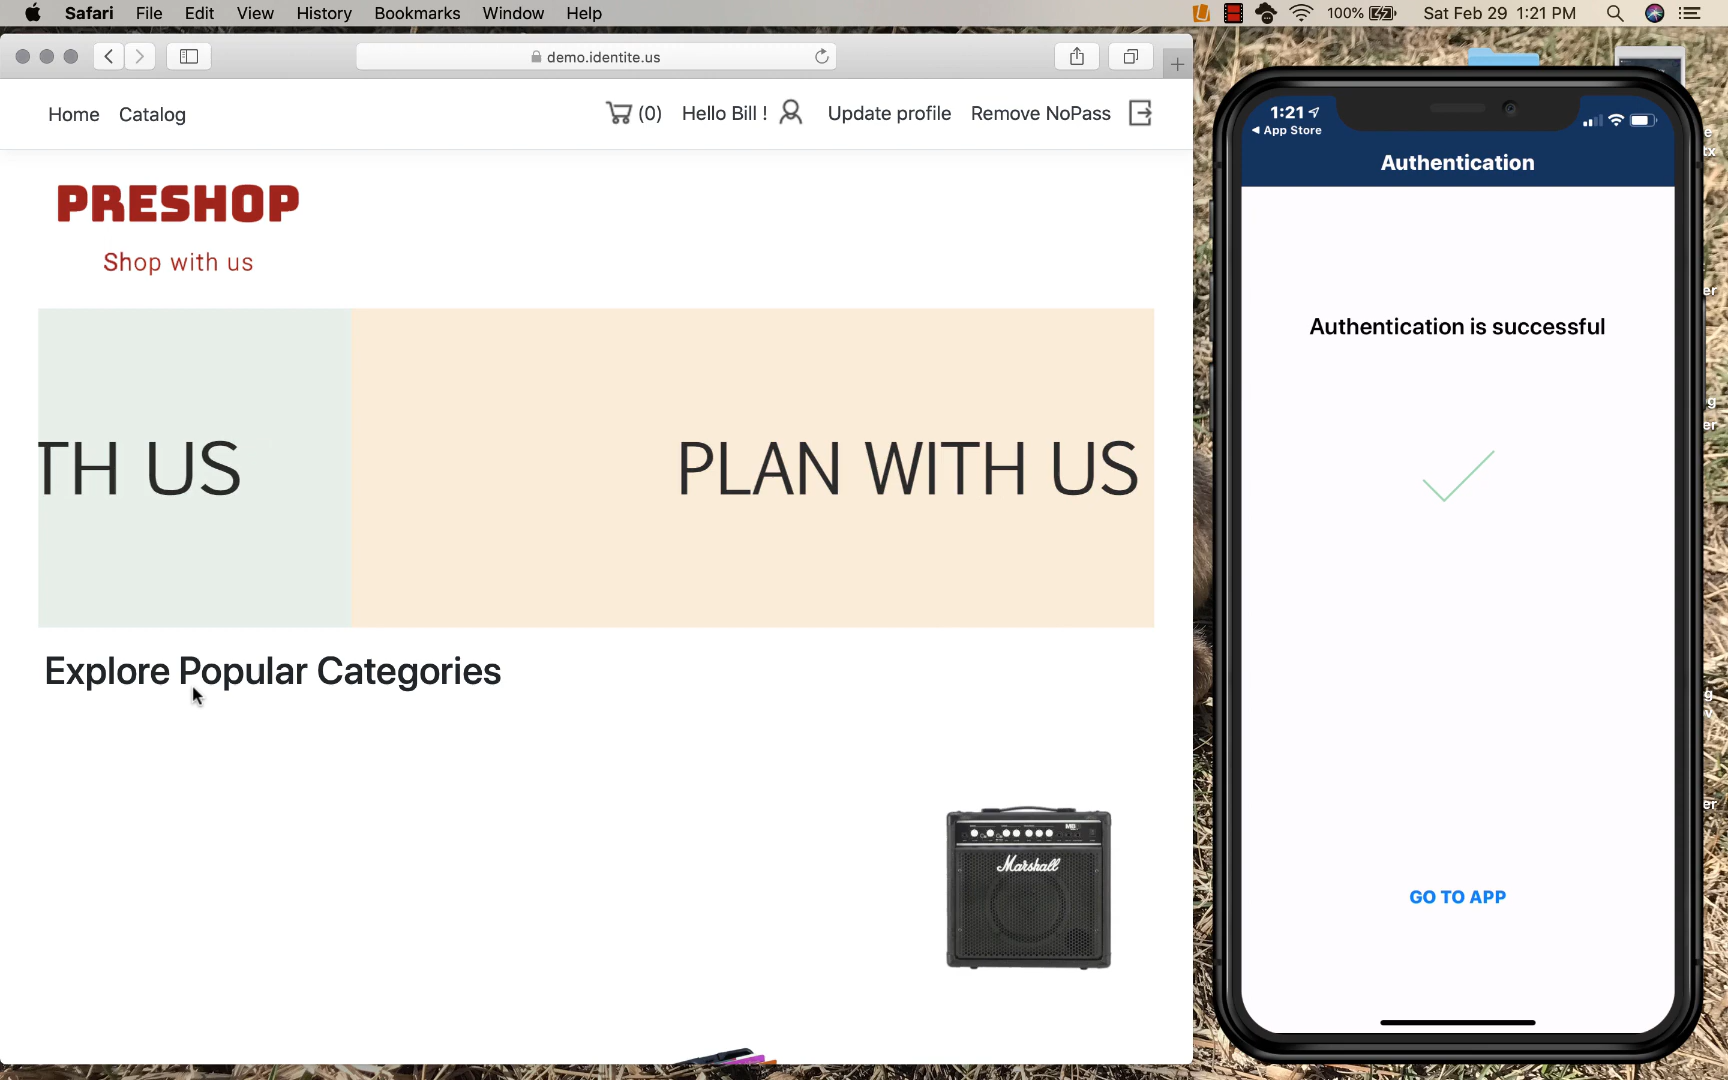 Safari File Edit View History Bookmarks Window Help 100% Sat Feb 29 1:21 PM
demo.identite.us
Home Catalog (0) Hello Bill ! Update profile Remove NoPass
PRESHOP
Shop with us
TH US PLAN WITH US
Explore Popular Categories
Marshall
1:21
App Store
Authentication
Authentication is successful
GO TO APP